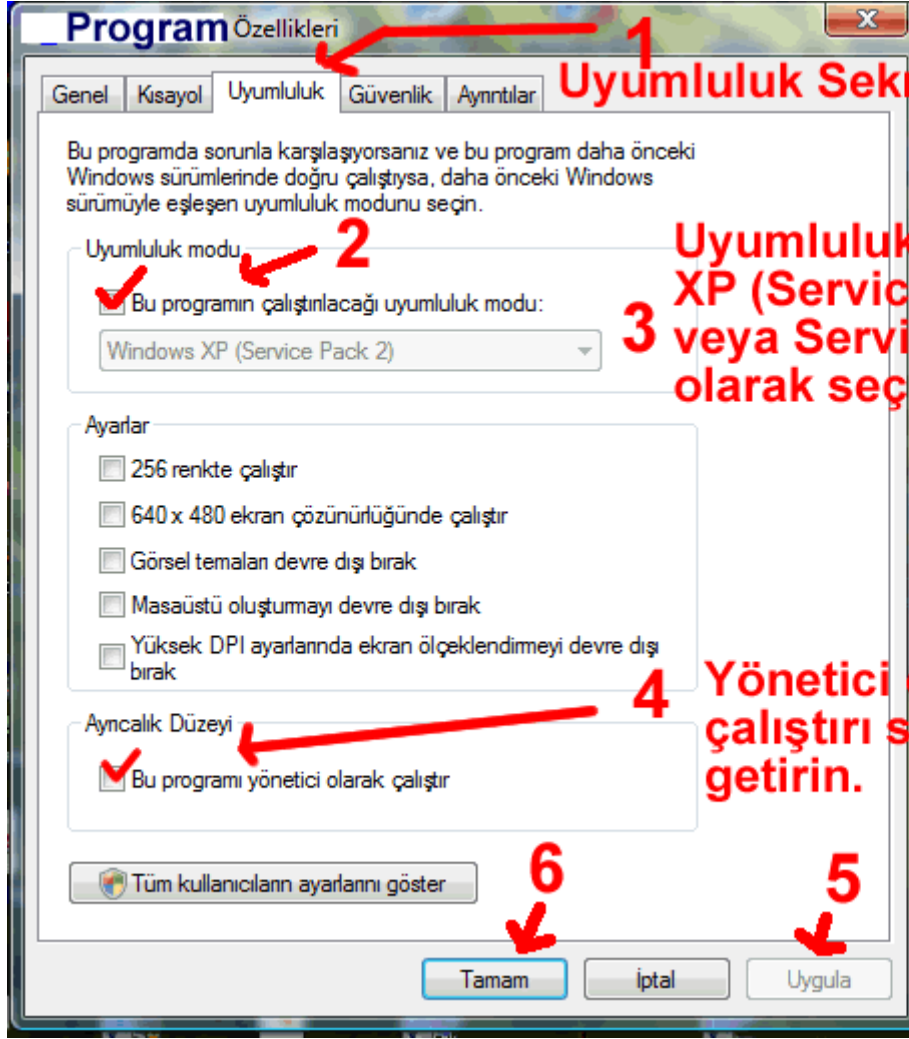 _ Program Özellikleri
1
Uyumluluk Sek
Genel Kısayol Uyumluluk Güvenlik Ayrıntılar
Bu programda sorunla karşılaşıyorsanız ve bu program daha önceki
Windows sürümlerinde doğru çalıştıysa, daha önceki Windows
sürümüyle eşleşen uyumluluk modunu seçin.
Uyumluluk modu
2
Bu programın çalıştırılacağı uyumluluk modu:
Windows XP (Service Pack 2)
3
Uyumluluk
XP (Servic
veya Servi
olarak seç
Ayarlar
256 renkte çalıştır
640 x 480 ekran çözünürlüğünde çalıştır
Görsel temaları devre dışı bırak
Masaüstü oluşturmayı devre dışı bırak
Yüksek DPI ayarlarında ekran ölçeklendirmeyi devre dışı
bırak
4
Yönetici
çalıştırı s
getirin.
Ayrıcalık Düzeyi
Bu programı yönetici olarak çalıştır
Tüm kullanıcıların ayarlarını göster
6
5
Tamam İptal Uygula